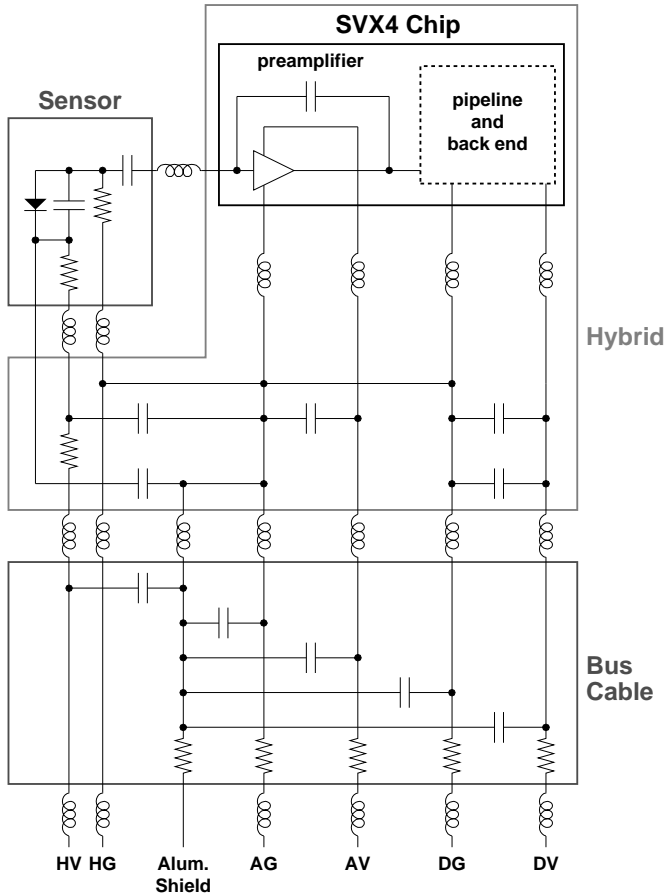 SVX4 Chip
preamplifier
Sensor
pipeline
and
back end
Hybrid
Bus
Cable
HV HG Alum. AG AV DG DV
Shield